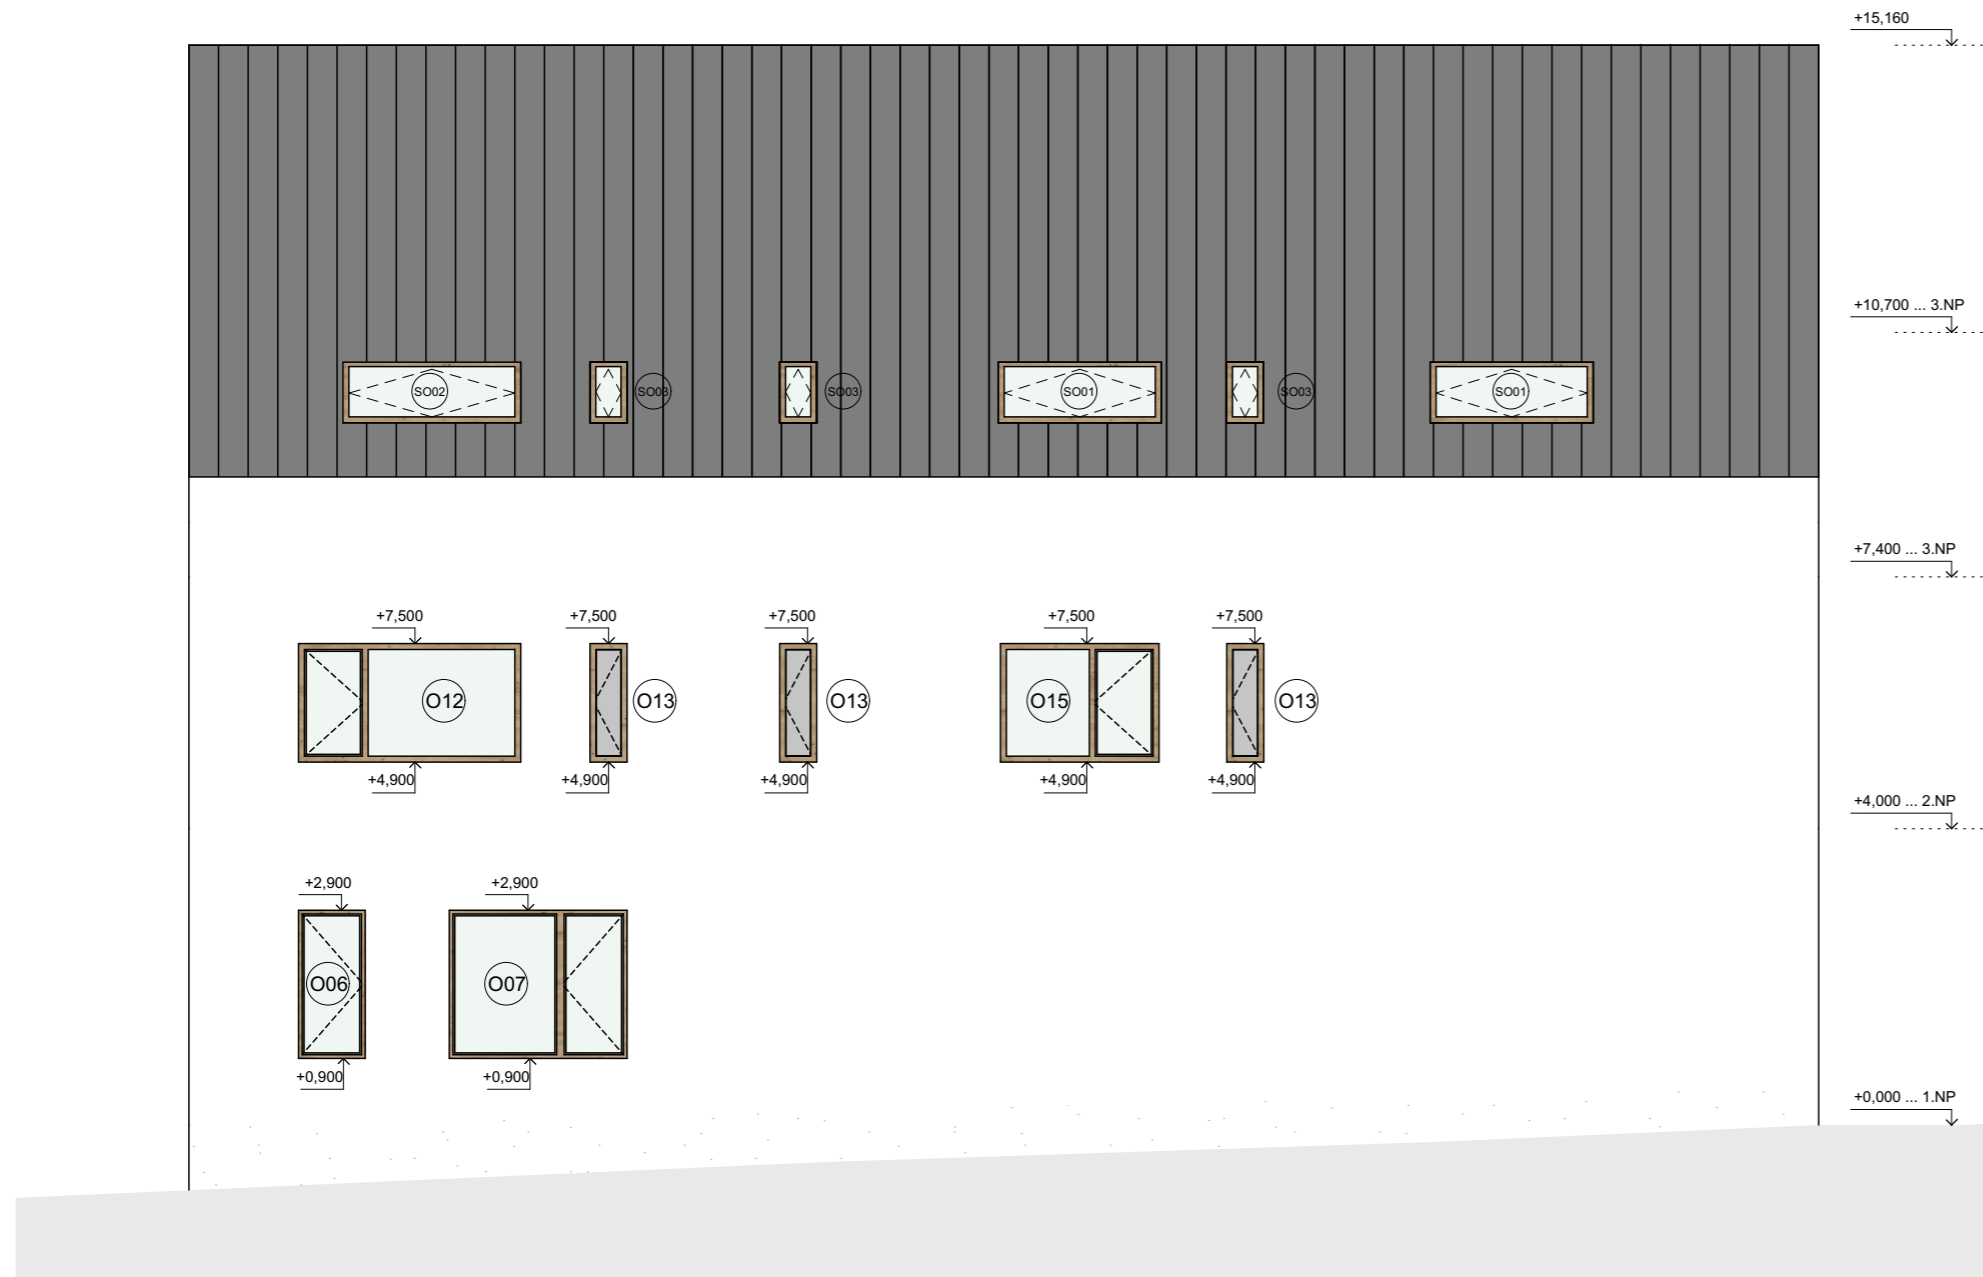 +15,160
+10,700 ... 3.NP
SO02
SO03
SO03
SO01
SO03
SO01
+7,400 ... 3.NP
+7,500
+7,500
+7,500
+7,500
+7,500
O12
O13
O13
O15
O13
+4,900
+4,900
+4,900
+4,900
+4,900
+4,000 ... 2.NP
+2,900
+2,900
O06
O07
+0,900
+0,900
+0,000 ... 1.NP